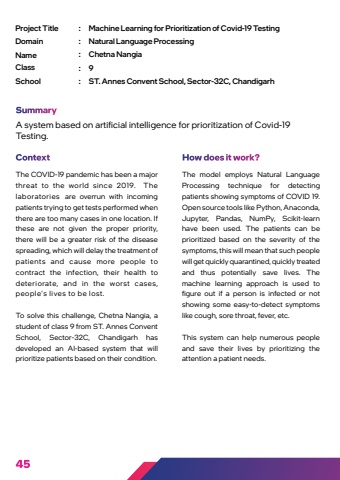 Project Title : Machine Learning for Prioritization of Covid-19 Testing
Domain : Natural Language Processing
Name : Chetna Nangia
Class : 9
School : ST. Annes Convent School, Sector-32C, Chandigarh
Summary
A system based on artificial intelligence for prioritization of Covid-19
Testing.
Context
The COVID-19 pandemic has been a major
threat to the world since 2019. The
laboratories are overrun with incoming
patients trying to get tests performed when
there are too many cases in one location. If
these are not given the proper priority,
there will be a greater risk of the disease
spreading, which will delay the treatment of
patients and cause more people to
contract the infection, their health to
deteriorate, and in the worst cases,
people's lives to be lost.
To solve this challenge, Chetna Nangia, a
student of class 9 from ST. Annes Convent
School, Sector-32C, Chandigarh has
developed an AI-based system that will
prioritize patients based on their condition.
How does it work?
The model employs Natural Language
Processing technique for detecting
patients showing symptoms of COVID 19.
Open source tools like Python, Anaconda,
Jupyter, Pandas, NumPy, Scikit-learn
have been used. The patients can be
prioritized based on the severity of the
symptoms, this will mean that such people
will get quickly quarantined, quickly treated
and thus potentially save lives. The
machine learning approach is used to
figure out if a person is infected or not
showing some easy-to-detect symptoms
like cough, sore throat, fever, etc.
This system can help numerous people
and save their lives by prioritizing the
attention a patient needs.
45